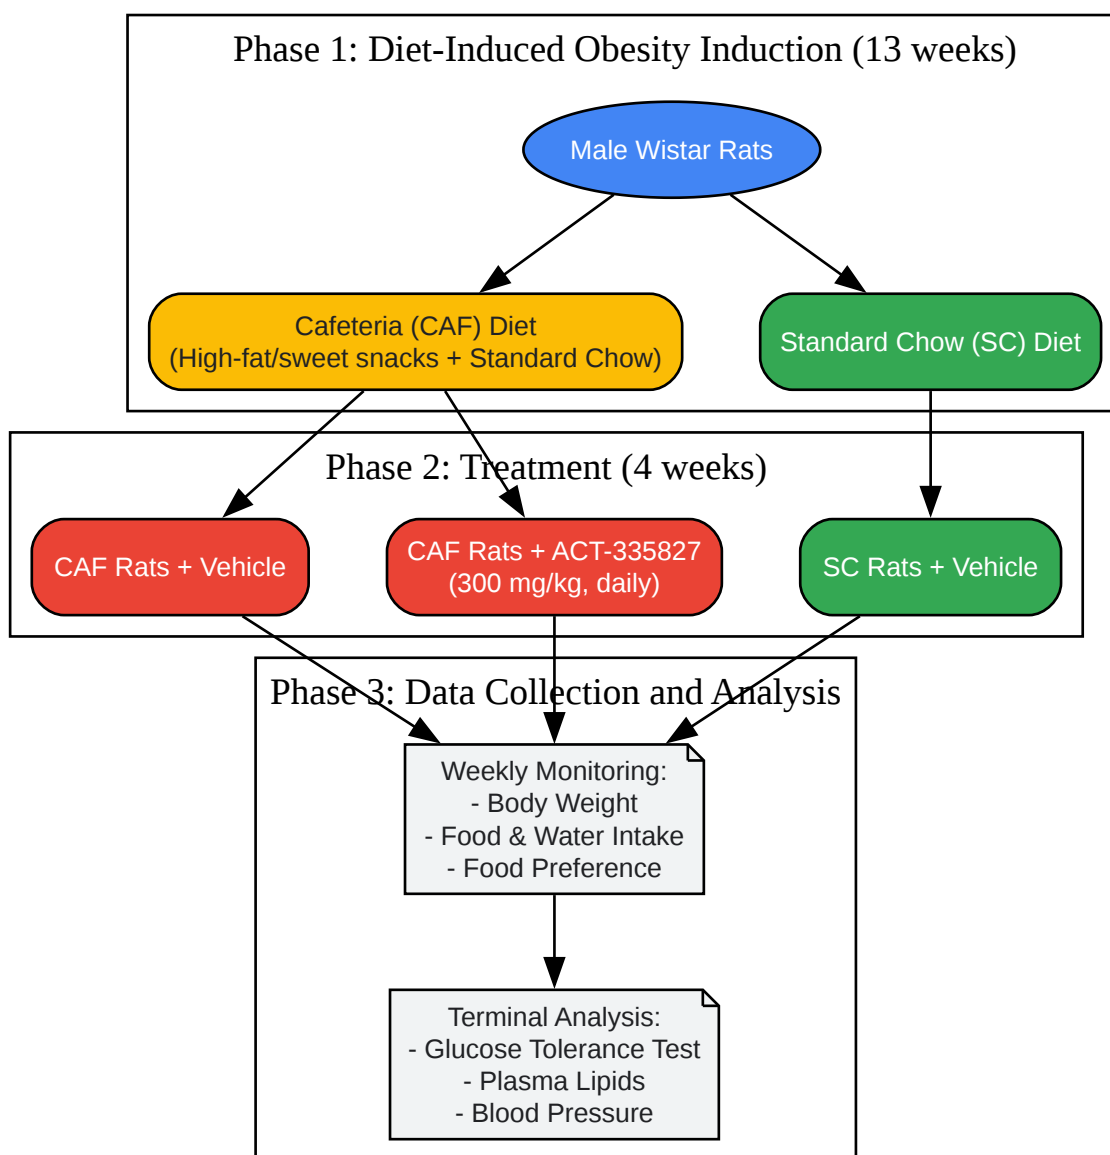 Phase 1: Diet-Induced Obesity Induction (13 weeks)
Male Wistar Rats
Cafeteria (CAF) Diet
(High-fat/sweet snacks + Standard Chow)
Standard Chow (SC) Diet
Phase 2: Treatment (4 weeks)
CAF Rats + Vehicle
CAF Rats + ACT-335827
(300 mg/kg, daily)
SC Rats + Vehicle
Phase 3: Data Collection and Analysis
Weekly Monitoring:
- Body Weight
- Food & Water Intake
- Food Preference
Terminal Analysis:
- Glucose Tolerance Test
- Plasma Lipids
- Blood Pressure